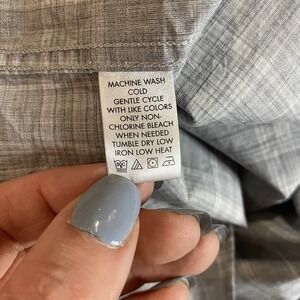 MACHINE WASH
COLD
GENTLE CYCLE
WITH LIKE COLORS
ONLY NON-
CHLORINE BLEACH
WHEN NEEDED
TUMBLE DRY LOW
IRON LOW HEAT